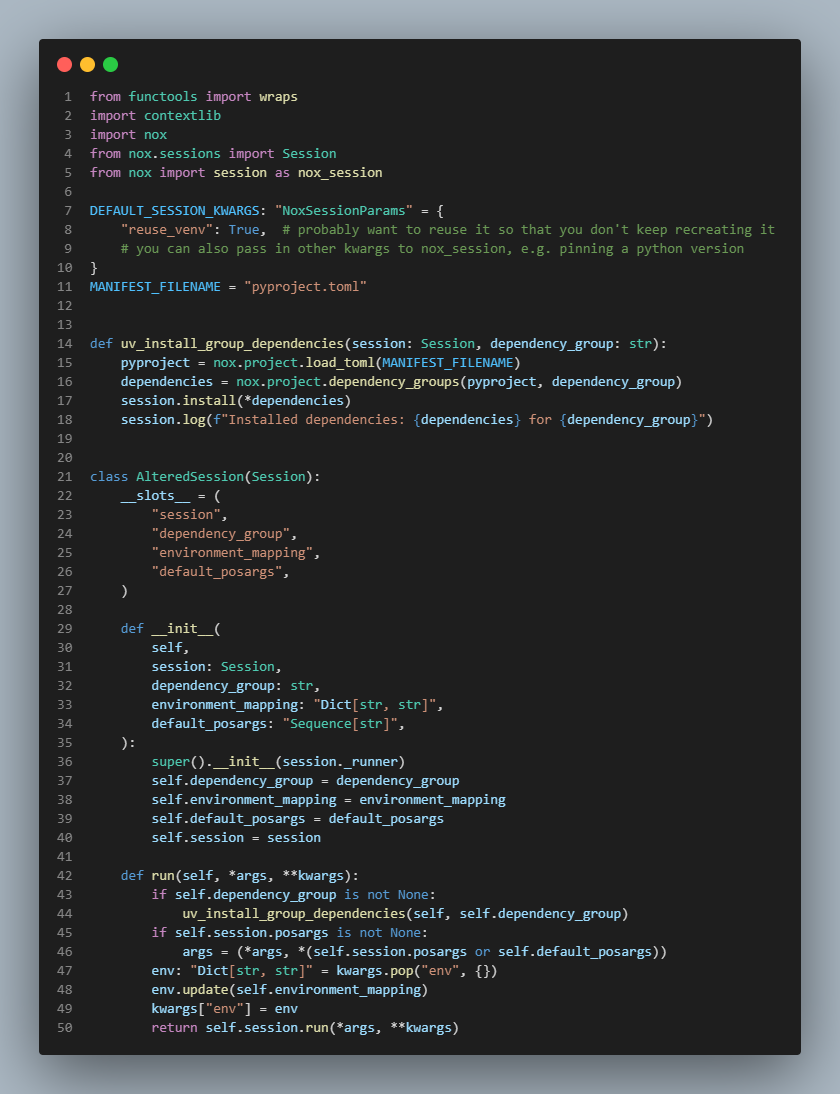 1 from functools import wraps
2 import contextlib
3 import nox
4 from nox.sessions import Session
5 from nox import session as nox_session
6
7 DEFAULT_SESSION_KWARGS: "NoxSessionParams" = {
8     "reuse_venv": True,  # probably want to reuse it so that you don't keep recreating it
9     # you can also pass in other kwargs to nox_session, e.g. pinning a python version
10 }
11 MANIFEST_FILENAME = "pyproject.toml"
12
13
14 def uv_install_group_dependencies(session: Session, dependency_group: str):
15     pyproject = nox.project.load_toml(MANIFEST_FILENAME)
16     dependencies = nox.project.dependency_groups(pyproject, dependency_group)
17     session.install(*dependencies)
18     session.log(f"Installed dependencies: {dependencies} for {dependency_group}")
19
20
21 class AlteredSession(Session):
22     __slots__ = (
23         "session",
24         "dependency_group",
25         "environment_mapping",
26         "default_posargs",
27     )
28
29     def __init__(
30         self,
31         session: Session,
32         dependency_group: str,
33         environment_mapping: "Dict[str, str]",
34         default_posargs: "Sequence[str]",
35     ):
36         super().__init__(session._runner)
37         self.dependency_group = dependency_group
38         self.environment_mapping = environment_mapping
39         self.default_posargs = default_posargs
40         self.session = session
41
42     def run(self, *args, **kwargs):
43         if self.dependency_group is not None:
44             uv_install_group_dependencies(self, self.dependency_group)
45         if self.session.posargs is not None:
46             args = (*args, *(self.session.posargs or self.default_posargs))
47         env: "Dict[str, str]" = kwargs.pop("env", {})
48         env.update(self.environment_mapping)
49         kwargs["env"] = env
50         return self.session.run(*args, **kwargs)